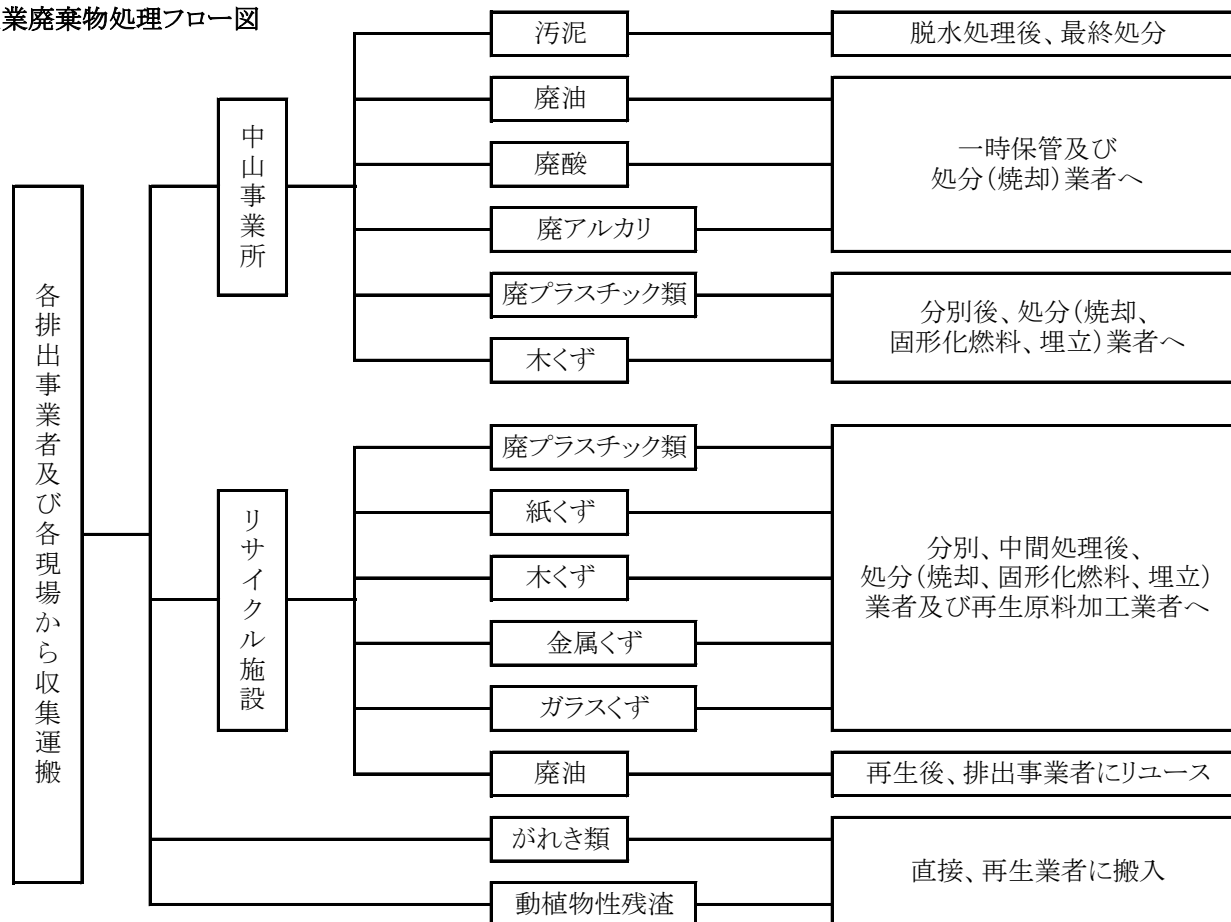 業廃棄物処理フロー図
各排出事業者及び各現場から収集運搬
中山事業所
汚泥
脱水処理後、最終処分
廃油
廃酸
廃アルカリ
一時保管及び
処分(焼却)業者へ
廃プラスチック類
木くず
分別後、処分(焼却、
固形化燃料、埋立)業者へ
リサイクル施設
廃プラスチック類
紙くず
木くず
金属くず
ガラスくず
分別、中間処理後、
処分(焼却、固形化燃料、埋立)
業者及び再生原料加工業者へ
廃油
再生後、排出事業者にリユース
がれき類
動植物性残渣
直接、再生業者に搬入